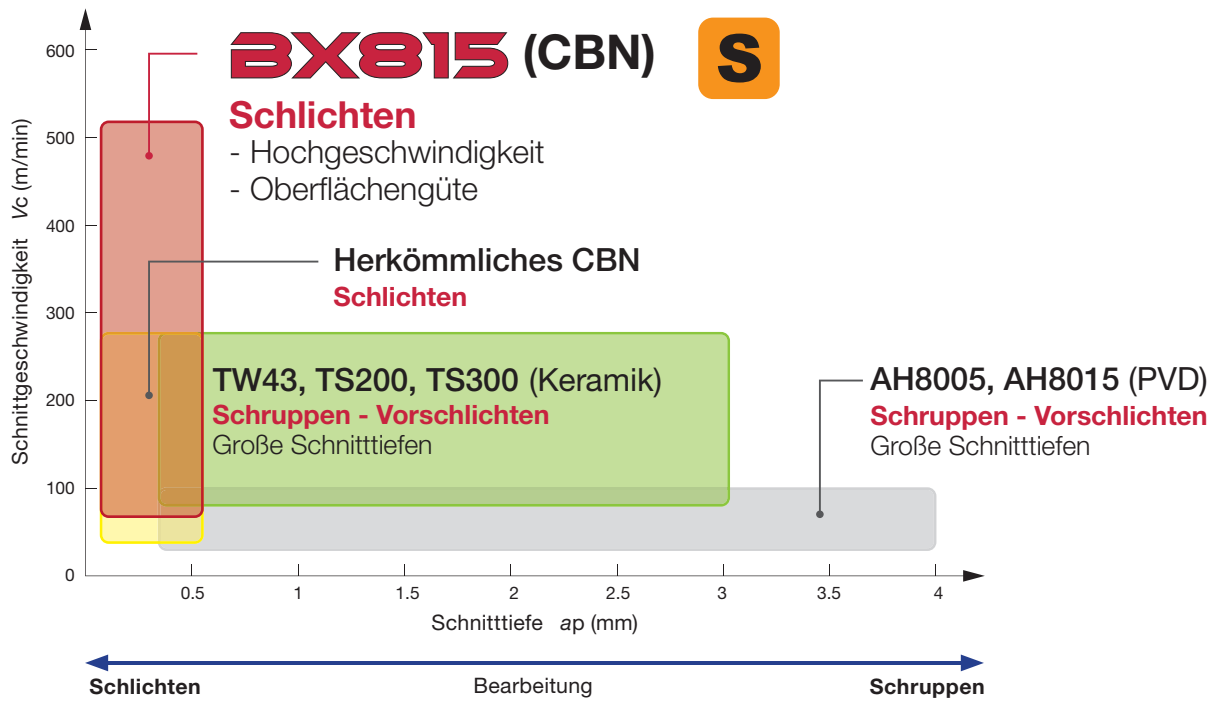 BX815 (CBN)
S
Schlichten
- Hochgeschwindigkeit
- Oberflächengüte
Herkömmliches CBN
Schlichten
TW43, TS200, TS300 (Keramik)
Schruppen - Vorschlichten
Große Schnitttiefen
AH8005, AH8015 (PVD)
Schruppen - Vorschlichten
Große Schnitttiefen
Schnittgeschwindigkeit Vc (m/min)
600
500
400
300
200
100
0
0.5 1 1.5 2 2.5 3 3.5 4
Schnitttiefe ap (mm)
Schlichten Bearbeitung Schruppen